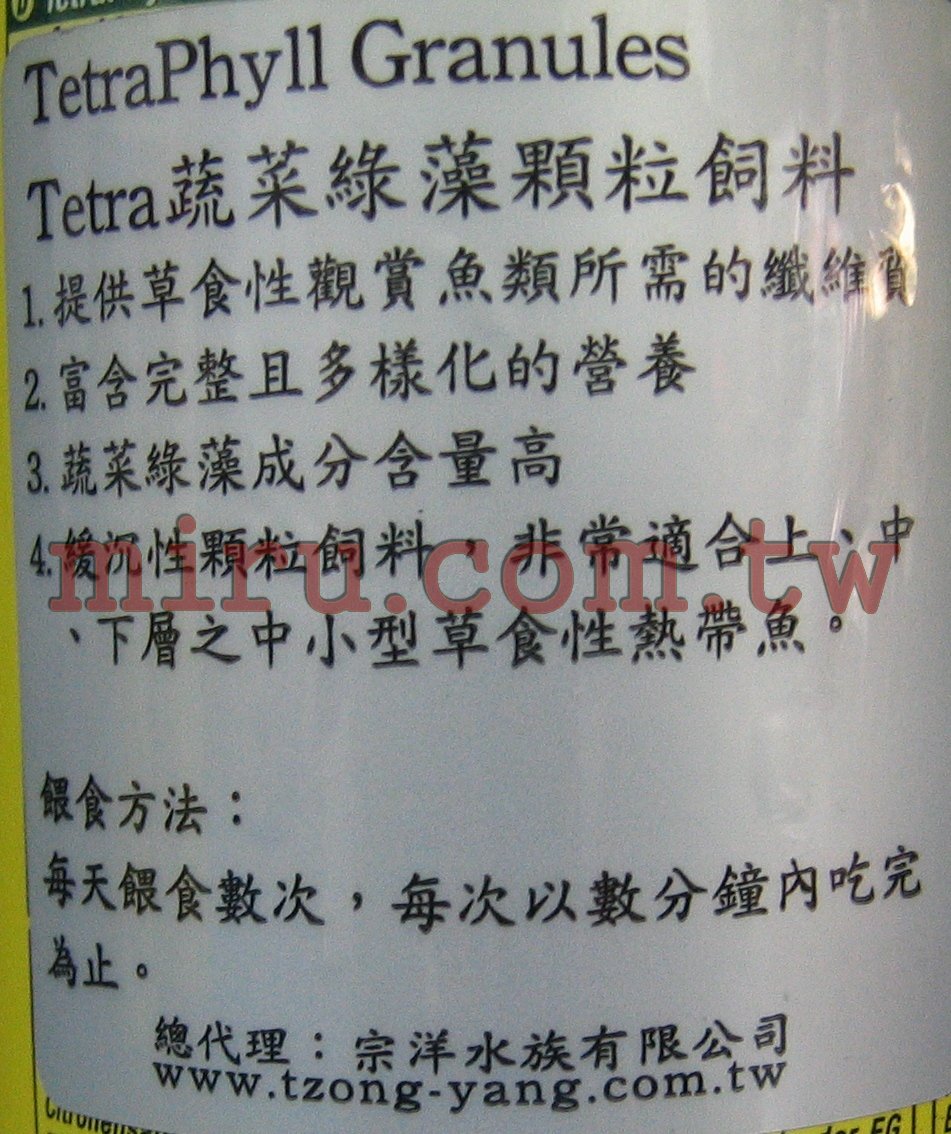 TetraPhyll Granules
Tetra蔬菜綠藻顆粒飼料
1.提供草食性觀賞魚類所需的纖維質
2.富含完整且多樣化的營養
3.蔬菜綠藻成分含量高
4.緩沉性顆粒飼料，非常適合上、中
、下層之中小型草食性熱帶魚。
miru.com.tw
餵食方法：
每天餵食數次，每次以數分鐘內吃完
為止。
總代理：宗洋水族有限公司
www.tzong-yang.com.tw